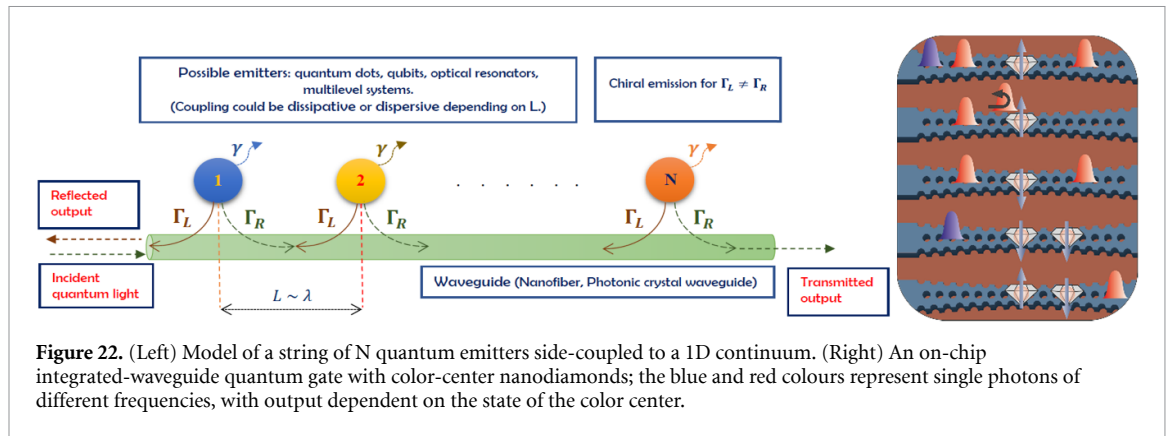 Possible emitters: quantum dots, qubits, optical resonators,
multilevel systems.
(Coupling could be dissipative or dispersive depending on L.)
Chiral emission for Γ_L ≠ Γ_R
γ
γ
γ
1
2
. . . . . .
N
Reflected
output
Γ_L
Γ_R
Γ_L
Γ_R
Γ_L
Γ_R
Incident
quantum light
L ~ λ
Waveguide (Nanofiber, Photonic crystal waveguide)
Transmitted
output
Figure 22. (Left) Model of a string of N quantum emitters side-coupled to a 1D continuum. (Right) An on-chip
integrated-waveguide quantum gate with color-center nanodiamonds; the blue and red colours represent single photons of
different frequencies, with output dependent on the state of the color center.